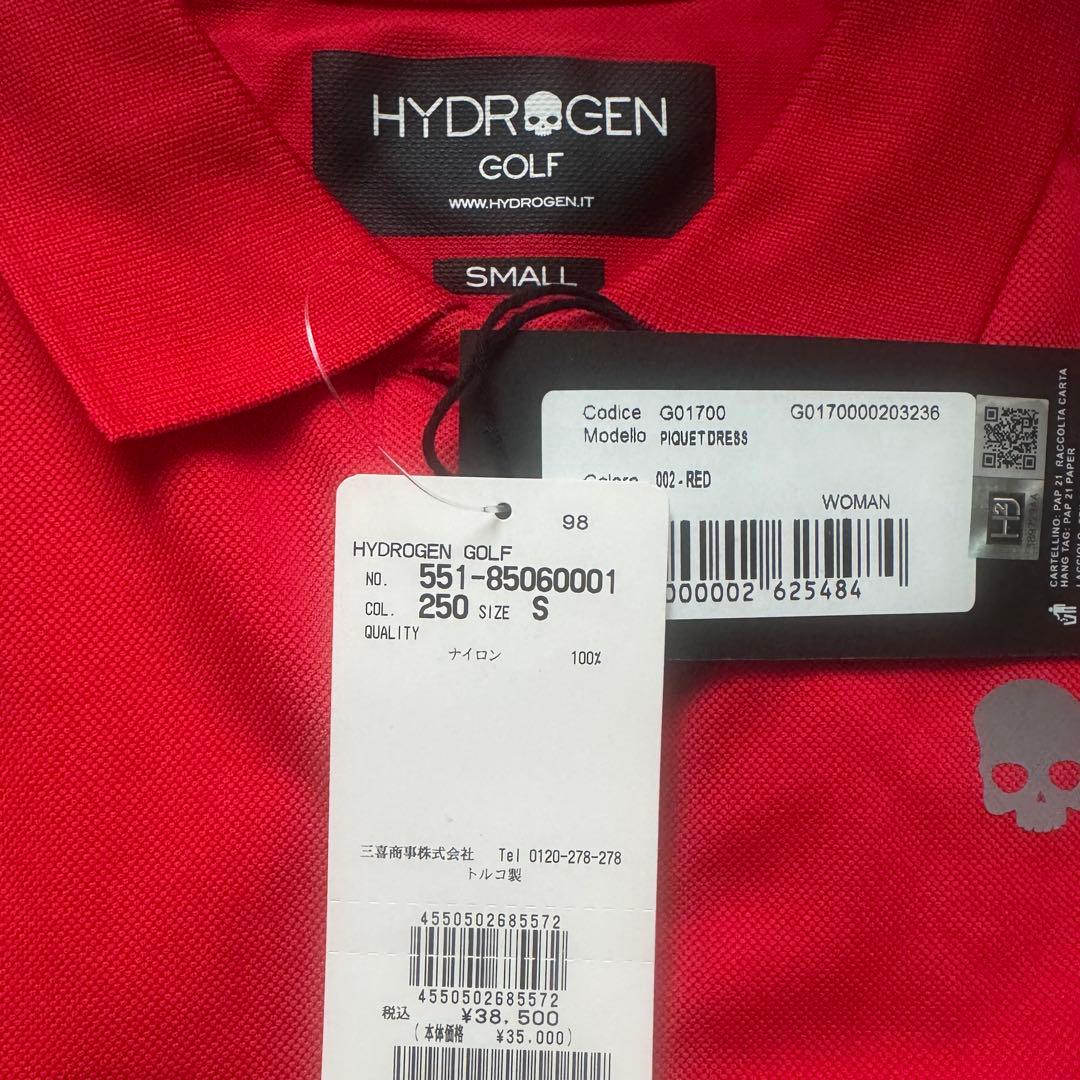 HYDROGEN
GOLF
WWW.HYDROGEN.IT
SMALL
Codice G01700 G0170000203236
Modello PIQUET DRESS
Colore 002-RED
WOMAN
000002 625484
CARTELLINO: PAP 21 RACCOLTA CARTA
HANG TAG: PAP 21 PAPER
98
HYDROGEN GOLF
NO. 551-85060001
COL. 250 SIZE S
QUALITY
ナイロン 100%
三喜商事株式会社 Tel 0120-278-278
トルコ製
4550502685572
4550502685572
税込 ¥38,500
(本体価格 ¥35.000)